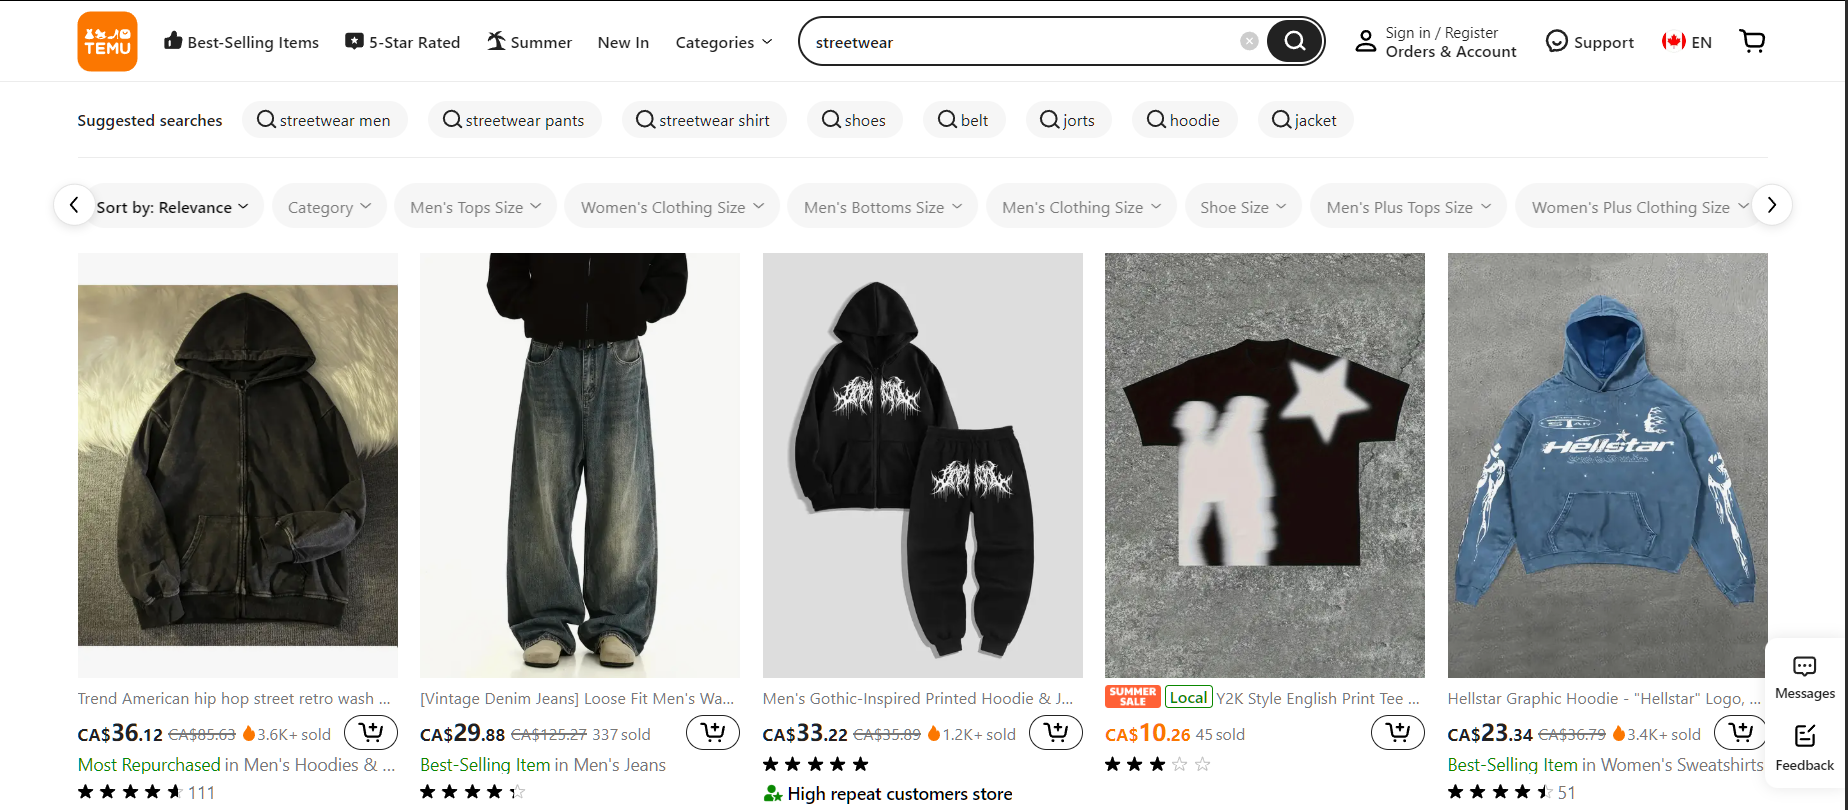 TEMU
Best-Selling Items
5-Star Rated
Summer
New In
Categories
streetwear
Sign in / Register
Orders & Account
Support
EN
Suggested searches
streetwear men
streetwear pants
streetwear shirt
shoes
belt
jorts
hoodie
jacket
Sort by: Relevance
Category
Men's Tops Size
Women's Clothing Size
Men's Bottoms Size
Men's Clothing Size
Shoe Size
Men's Plus Tops Size
Women's Plus Clothing Size
Hellstar
Trend American hip hop street retro wash ...
CA$36.12 CA$85.63 3.6K+ sold
Most Repurchased in Men's Hoodies & ...
111
[Vintage Denim Jeans] Loose Fit Men's Wa...
CA$29.88 CA$125.27 337 sold
Best-Selling Item in Men's Jeans
Men's Gothic-Inspired Printed Hoodie & J...
CA$33.22 CA$35.89 1.2K+ sold
High repeat customers store
SUMMER SALE Local Y2K Style English Print Tee ...
CA$10.26 45 sold
Hellstar Graphic Hoodie - "Hellstar" Logo, ...
CA$23.34 CA$36.79 3.4K+ sold
Best-Selling Item in Women's Sweatshirts
51
Messages
Feedback